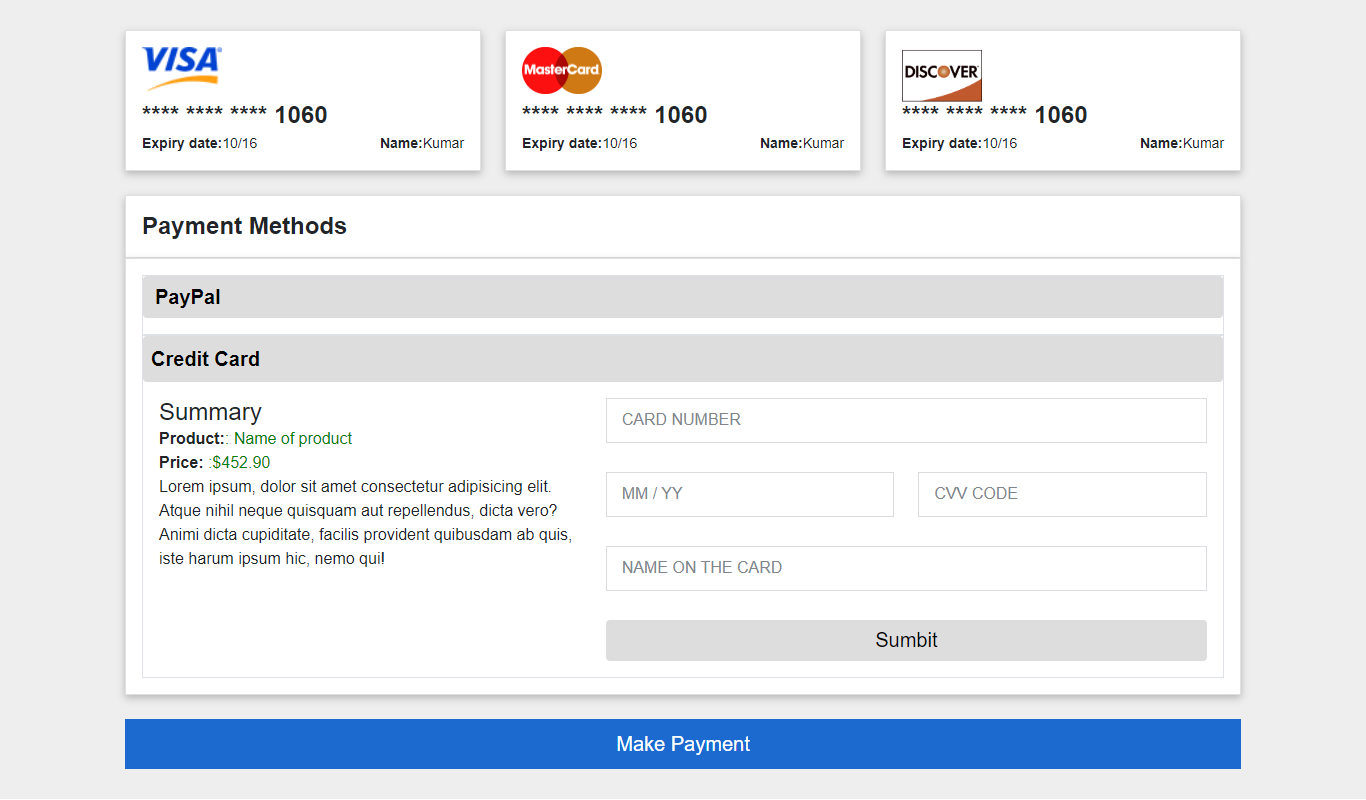 VISA
**** **** **** 1060
Expiry date:10/16 Name:Kumar
MasterCard
**** **** **** 1060
Expiry date:10/16 Name:Kumar
DISCOVER
**** **** **** 1060
Expiry date:10/16 Name:Kumar
Payment Methods
PayPal
Credit Card
Summary
Product:: Name of product
Price: :$452.90
Lorem ipsum, dolor sit amet consectetur adipisicing elit.
Atque nihil neque quisquam aut repellendus, dicta vero?
Animi dicta cupiditate, facilis provident quibusdam ab quis,
iste harum ipsum hic, nemo qui!
CARD NUMBER
MM / YY CVV CODE
NAME ON THE CARD
Sumbit
Make Payment